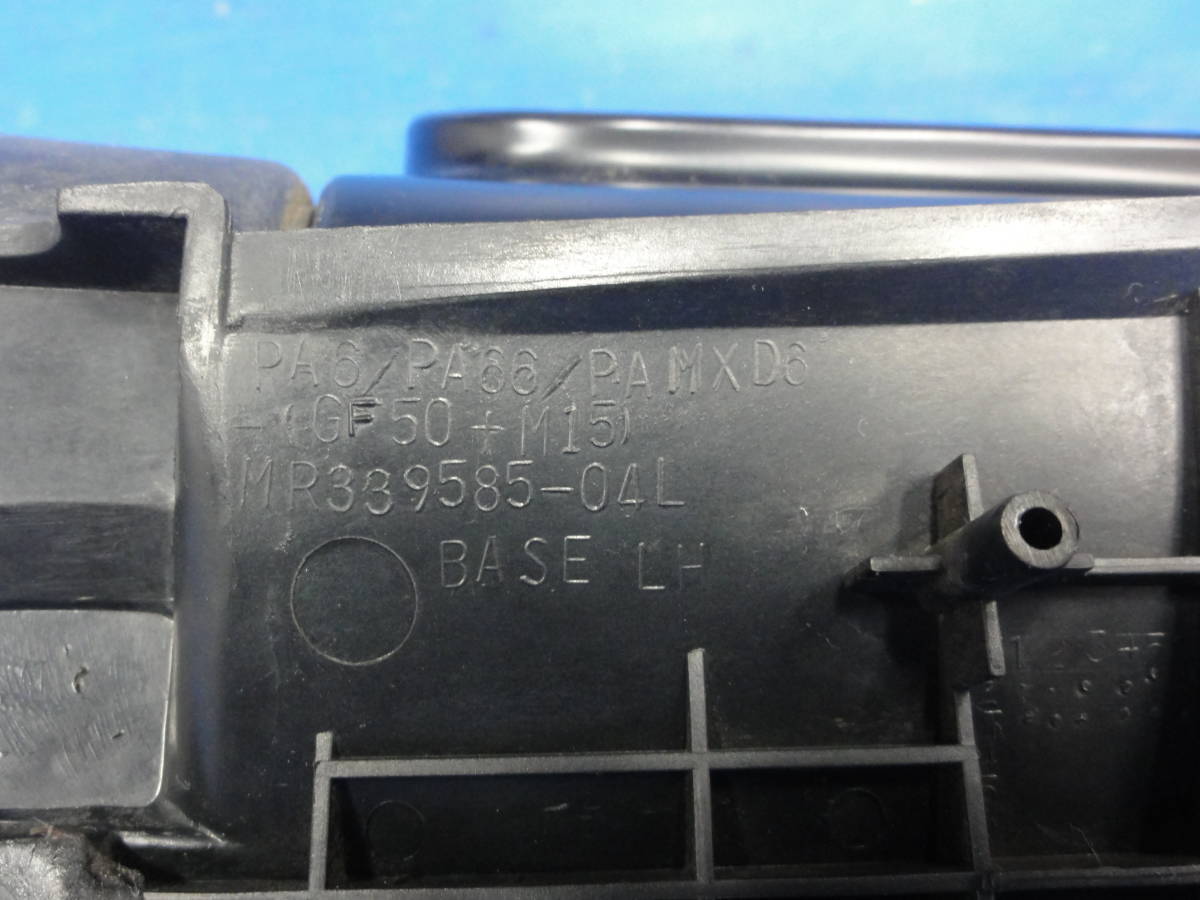 PA6/PA66/PAMXD6
-(GF50+M15)
MR339585-04L
BASE LH